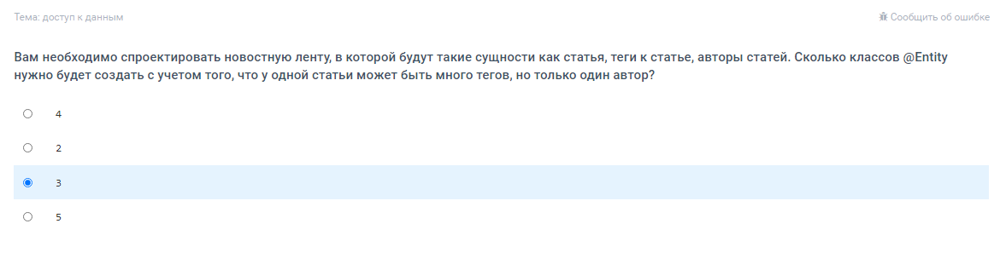 Тема: доступ к данным
Сообщить об ошибке
Вам необходимо спроектировать новостную ленту, в которой будут такие сущности как статья, теги к статье, авторы статей. Сколько классов @Entity
нужно будет создать с учетом того, что у одной статьи может быть много тегов, но только один автор?
4
2
3
5